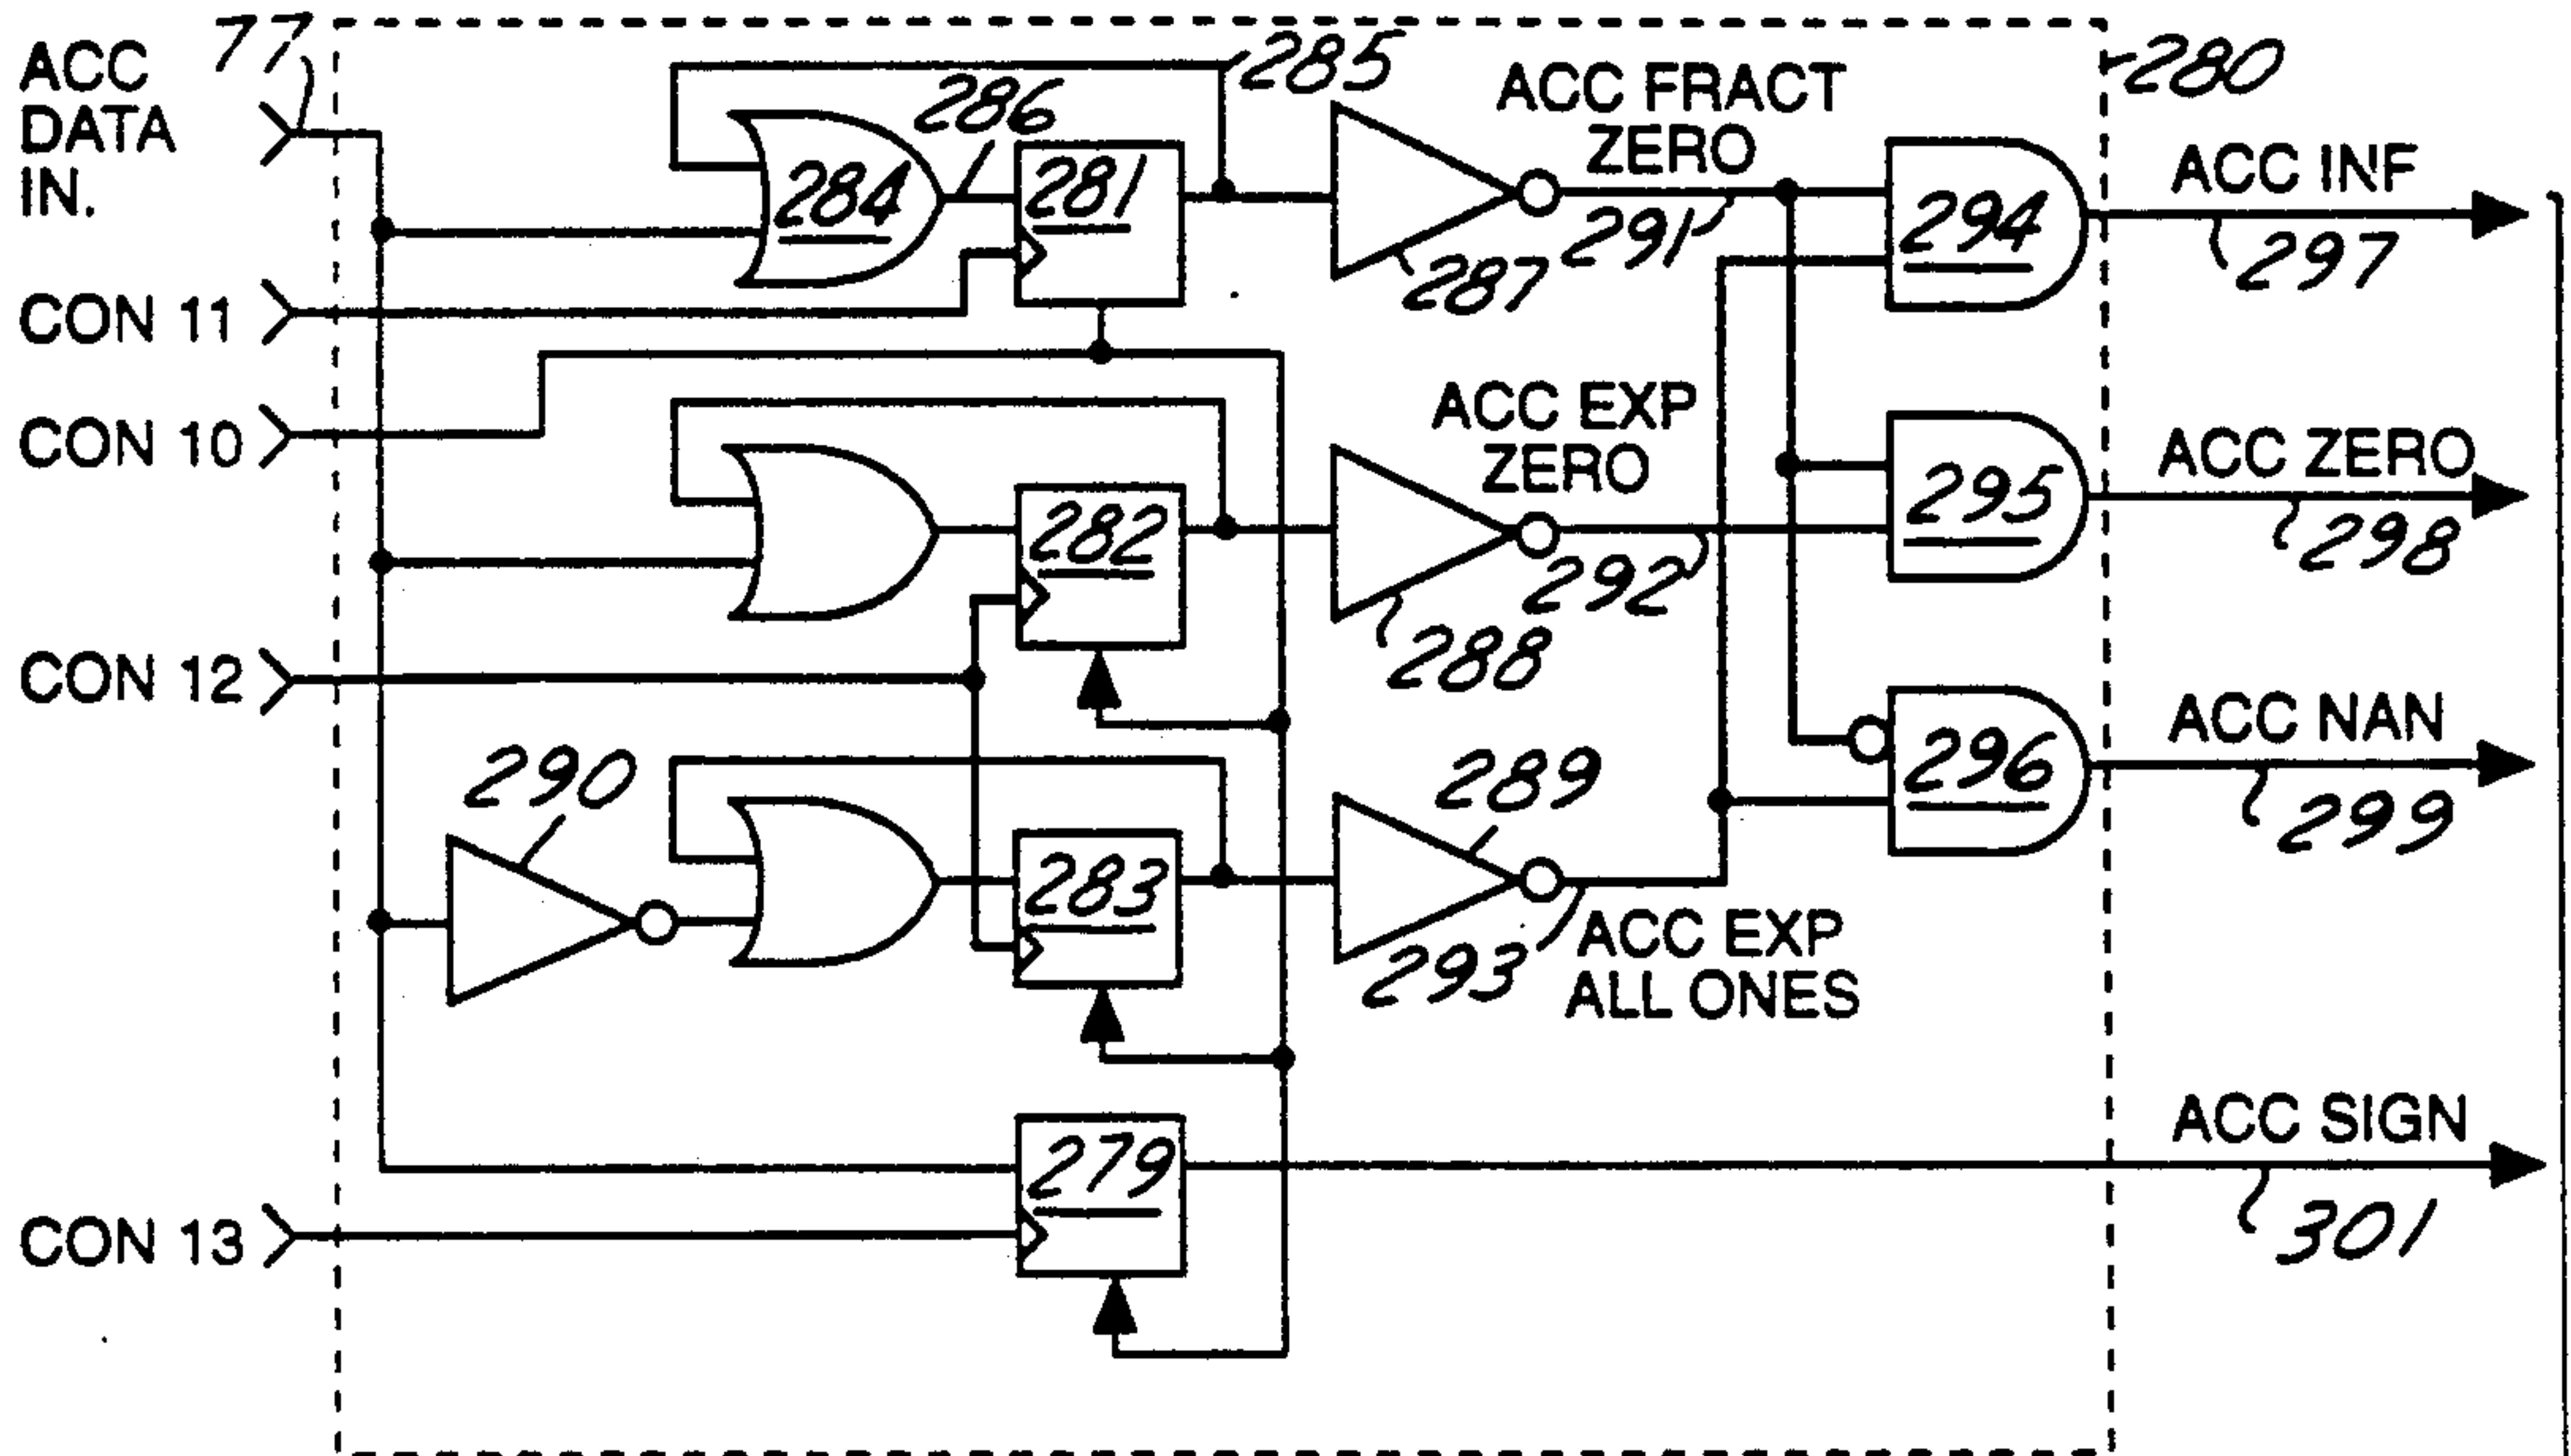 ACC
DATA
IN.
77
285
280
286
284
281
ACC FRACT
ZERO
287
291
294
ACC INF
297
CON 11
CON 10
282
ACC EXP
ZERO
288
292
295
ACC ZERO
298
CON 12
290
283
289
293
ACC EXP
ALL ONES
296
ACC NAN
299
279
ACC SIGN
301
CON 13